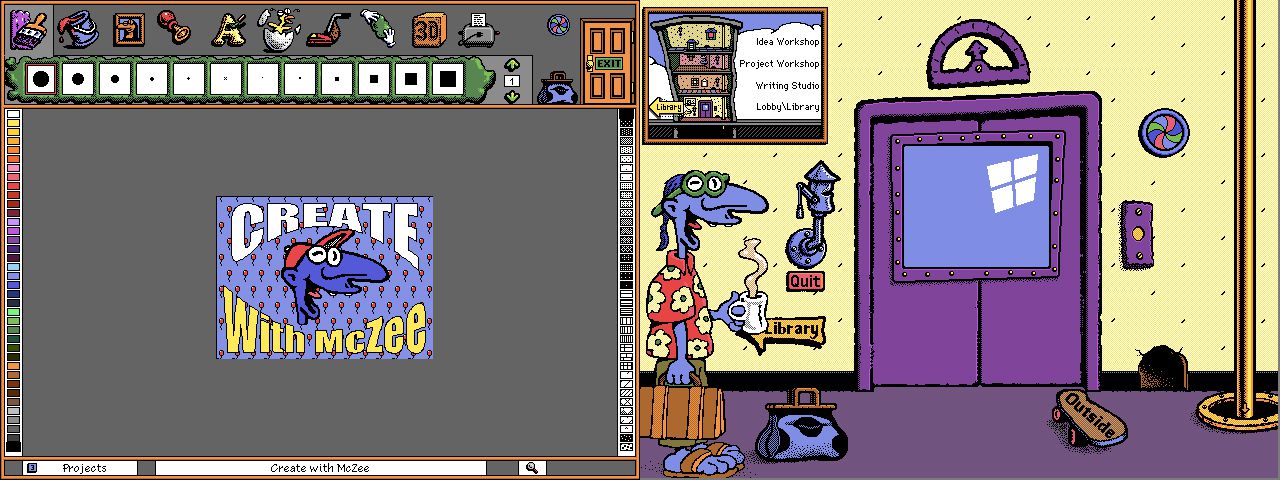 3D
EXIT
1
CREATE
With McZee
3
Projects
Create with McZee
Idea Workshop
Project Workshop
Writing Studio
Lobby\Library
Library
Quit
Library
Outside